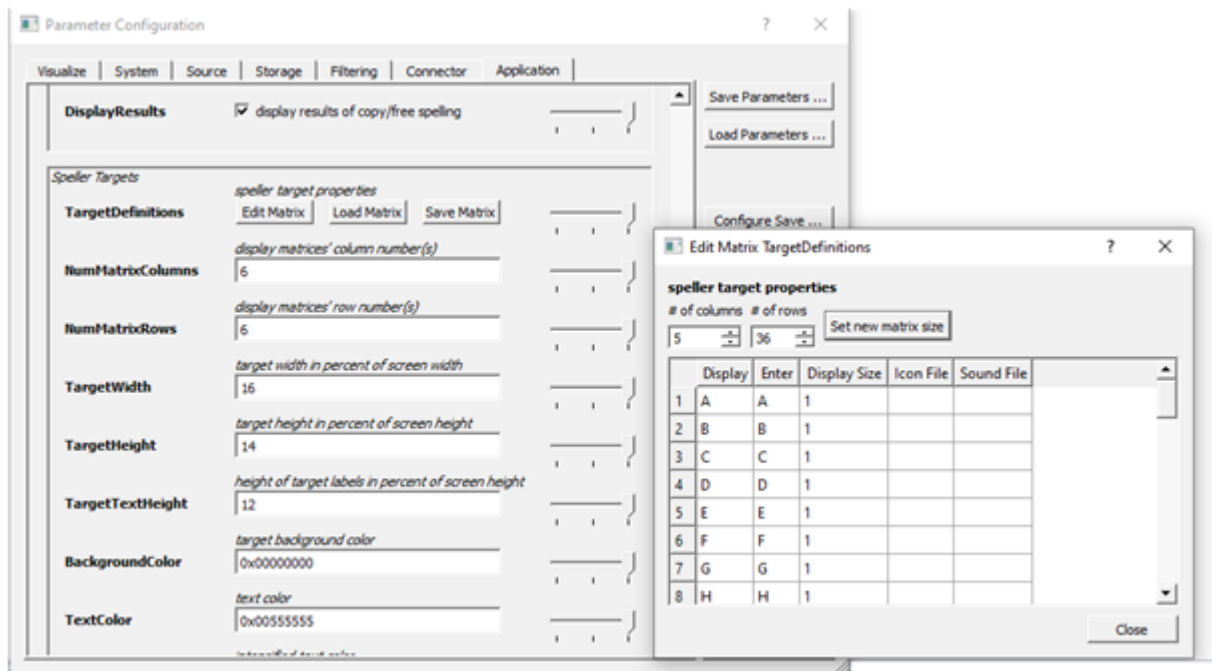 Parameter Configuration ? ×
Visualize System Source Storage Filtering Connector Application
DisplayResults display results of copy/free spelling
Save Parameters ...
Load Parameters ...
Configure Save ...
Speller Targets
speller target properties
TargetDefinitions Edit Matrix Load Matrix Save Matrix
display matrices' column number(s)
NumMatrixColumns 6
display matrices' row number(s)
NumMatrixRows 6
target width in percent of screen width
TargetWidth 16
target height in percent of screen height
TargetHeight 14
height of target labels in percent of screen height
TargetTextHeight 12
target background color
BackgroundColor 0x00000000
text color
TextColor 0x00555555
Edit Matrix TargetDefinitions ? ×
speller target properties
# of columns # of rows
5 36 Set new matrix size
Display Enter Display Size Icon File Sound File
1 A A 1
2 B B 1
3 C C 1
4 D D 1
5 E E 1
6 F F 1
7 G G 1
8 H H 1
Close